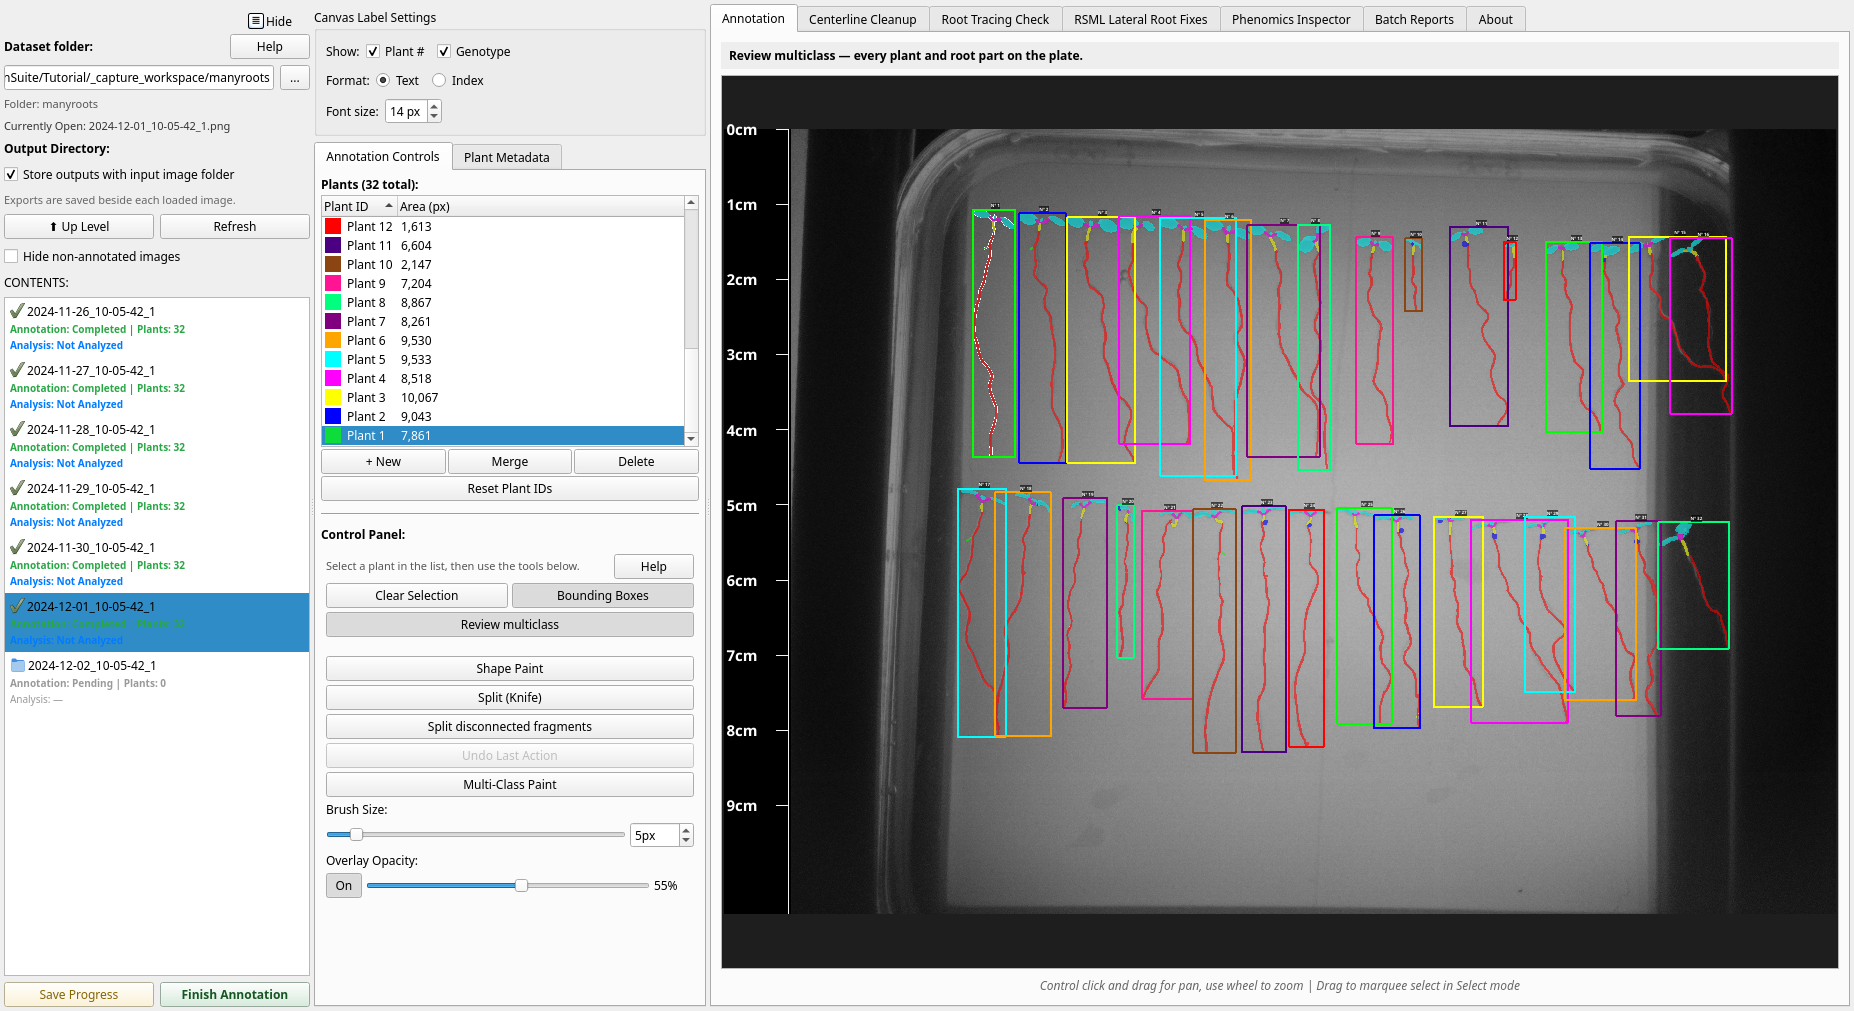 Hide
Dataset folder:
Help
nSuite/Tutorial/_capture_workspace/manyroots
...
Folder: manyroots
Currently Open: 2024-12-01_10-05-42_1.png
Output Directory:
Store outputs with input image folder
Exports are saved beside each loaded image.
Up Level
Refresh
Hide non-annotated images
CONTENTS:
2024-11-26_10-05-42_1
Annotation: Completed | Plants: 32
Analysis: Not Analyzed
2024-11-27_10-05-42_1
Annotation: Completed | Plants: 32
Analysis: Not Analyzed
2024-11-28_10-05-42_1
Annotation: Completed | Plants: 32
Analysis: Not Analyzed
2024-11-29_10-05-42_1
Annotation: Completed | Plants: 32
Analysis: Not Analyzed
2024-11-30_10-05-42_1
Annotation: Completed | Plants: 32
Analysis: Not Analyzed
2024-12-01_10-05-42_1
Annotation: Completed | Plants: 32
Analysis: Not Analyzed
2024-12-02_10-05-42_1
Annotation: Pending | Plants: 0
Analysis: —
Save Progress
Finish Annotation
Canvas Label Settings
Show: Plant # Genotype
Format: Text Index
Font size: 14 px
Annotation Controls
Plant Metadata
Plants (32 total):
Plant ID Area (px)
Plant 12 1,613
Plant 11 6,604
Plant 10 2,147
Plant 9 7,204
Plant 8 8,867
Plant 7 8,261
Plant 6 9,530
Plant 5 9,533
Plant 4 8,518
Plant 3 10,067
Plant 2 9,043
Plant 1 7,861
+ New
Merge
Delete
Reset Plant IDs
Control Panel:
Select a plant in the list, then use the tools below.
Help
Clear Selection
Bounding Boxes
Review multiclass
Shape Paint
Split (Knife)
Split disconnected fragments
Undo Last Action
Multi-Class Paint
Brush Size:
5px
Overlay Opacity:
On
55%
Annotation
Centerline Cleanup
Root Tracing Check
RSML Lateral Root Fixes
Phenomics Inspector
Batch Reports
About
Review multiclass — every plant and root part on the plate.
0cm
1cm
2cm
3cm
4cm
5cm
6cm
7cm
8cm
9cm
Control click and drag for pan, use wheel to zoom | Drag to marquee select in Select mode